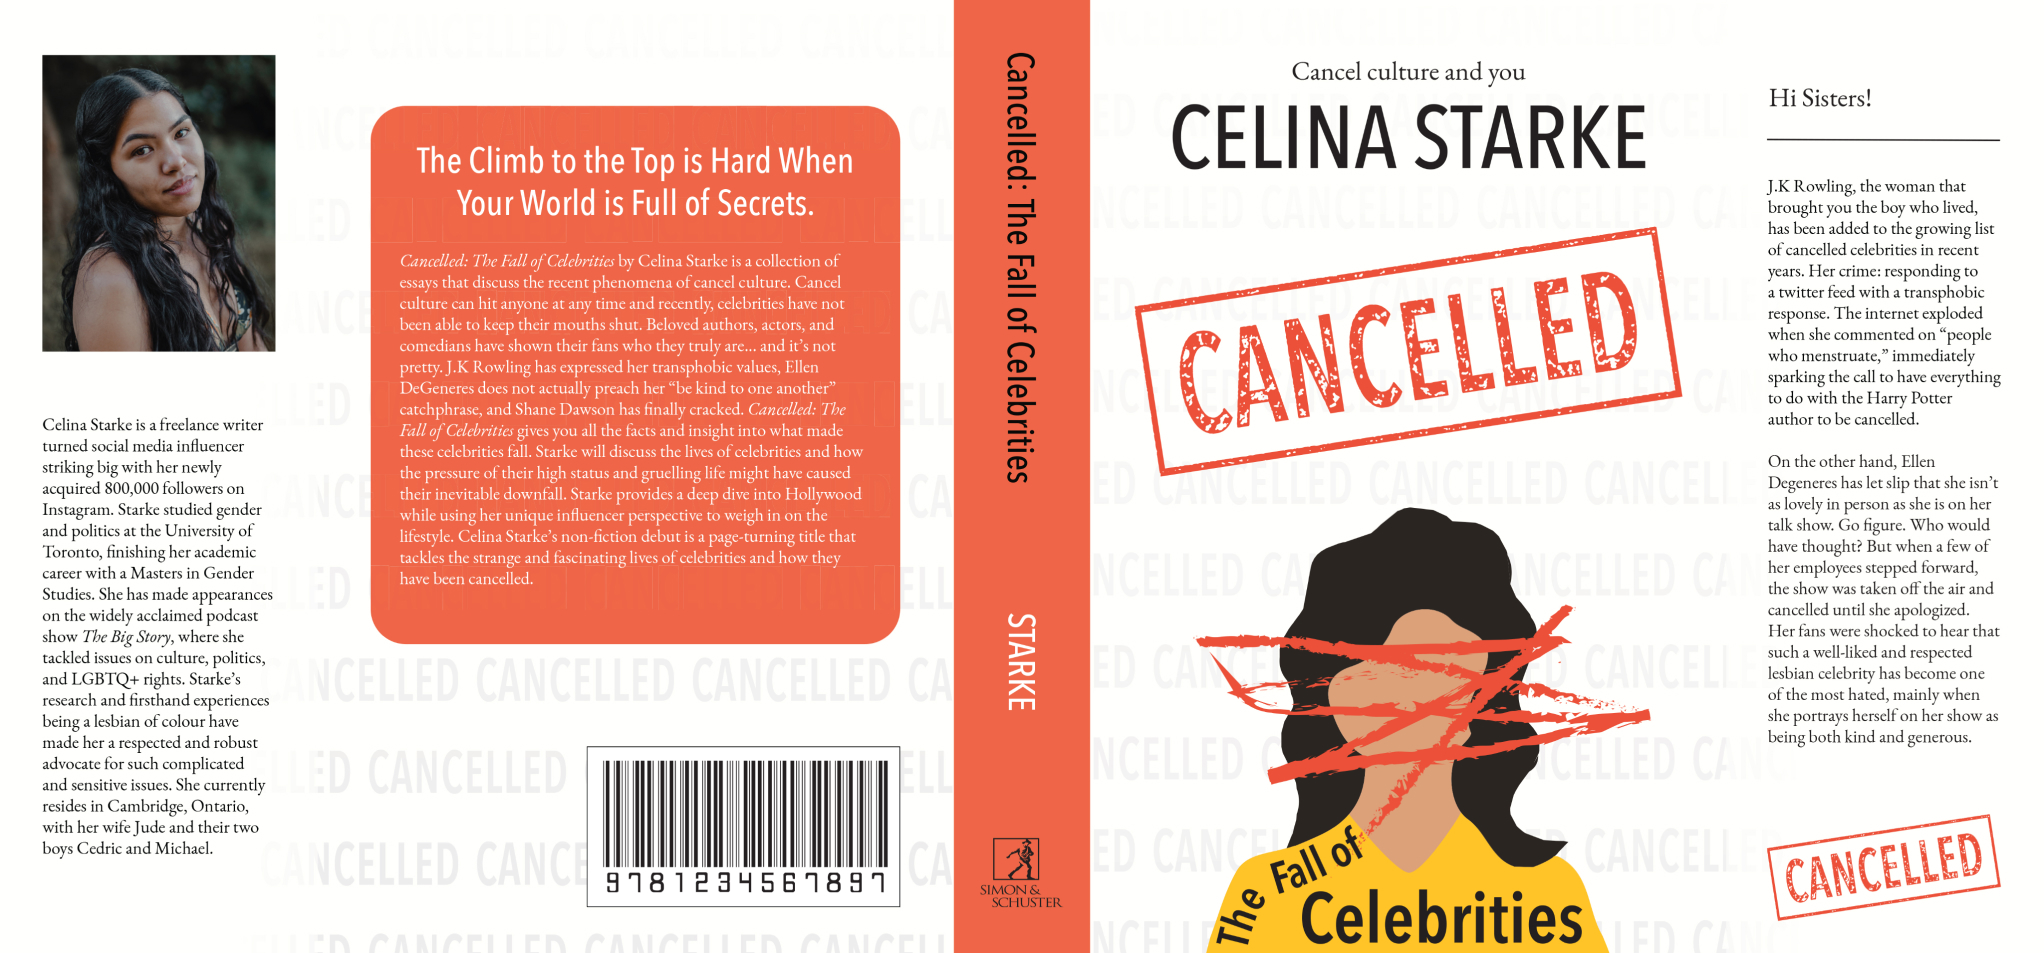 Celina Starke is a freelance writer
turned social media influencer
striking big with her newly
acquired 800,000 followers on
Instagram. Starke studied gender
and politics at the University of
Toronto, finishing her academic
career with a Masters in Gender
Studies. She has made appearances
on the widely acclaimed podcast
show The Big Story, where she
tackled issues on culture, politics,
and LGBTQ+ rights. Starke's
research and firsthand experiences
being a lesbian of colour have
made her a respected and robust
advocate for such complicated
and sensitive issues. She currently
resides in Cambridge, Ontario,
with her wife Jude and their two
boys Cedric and Michael.
The Climb to the Top is Hard When
Your World is Full of Secrets.
Cancelled: The Fall of Celebrities by Celina Starke is a collection of
essays that discuss the recent phenomena of cancel culture. Cancel
culture can hit anyone at any time and recently, celebrities have not
been able to keep their mouths shut. Beloved authors, actors, and
comedians have shown their fans who they truly are... and it's not
pretty. J.K Rowling has expressed her transphobic values, Ellen
DeGeneres does not actually preach her “be kind to one another”
catchphrase, and Shane Dawson has finally cracked. Cancelled: The
Fall of Celebrities gives you all the facts and insight into what made
these celebrities fall. Starke will discuss the lives of celebrities and how
the pressure of their high status and gruelling life might have caused
their inevitable downfall. Starke provides a deep dive into Hollywood
while using her unique influencer perspective to weigh in on the
lifestyle. Celina Starke's non-fiction debut is a page-turning title that
tackles the strange and fascinating lives of celebrities and how they
have been cancelled.
CANCELLED CANCELLED CANCELLED
CANCELLED
9781234567897
Cancelled: The Fall of Celebrities
STARKE
SIMON &
SCHUSTER
Cancel culture and you
CELINA STARKE
CANCELLED
The Fall of
Celebrities
Hi Sisters!
J.K Rowling, the woman that
brought you the boy who lived,
has been added to the growing list
of cancelled celebrities in recent
years. Her crime: responding to
a twitter feed with a transphobic
response. The internet exploded
when she commented on “people
who menstruate,” immediately
sparking the call to have everything
to do with the Harry Potter
author to be cancelled.
On the other hand, Ellen
Degeneres has let slip that she isn't
as lovely in person as she is on her
talk show. Go figure. Who would
have thought? But when a few of
her employees stepped forward,
the show was taken off the air and
cancelled until she apologized.
Her fans were shocked to hear that
such a well-liked and respected
lesbian celebrity has become one
of the most hated, mainly when
she portrays herself on her show as
being both kind and generous.
CANCELLED